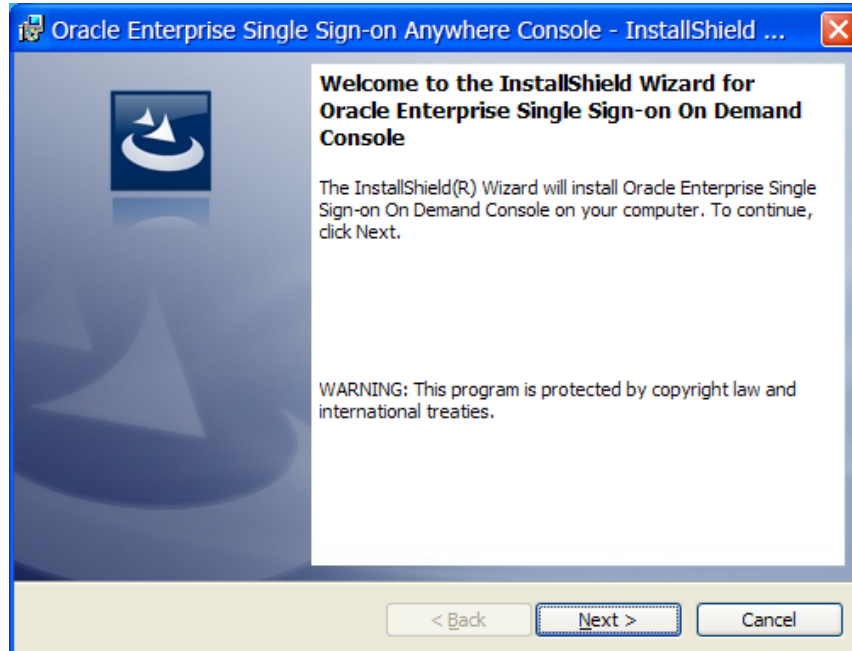 Oracle Enterprise Single Sign-on Anywhere Console - InstallShield ...
Welcome to the InstallShield Wizard for
Oracle Enterprise Single Sign-on On Demand
Console
The InstallShield(R) Wizard will install Oracle Enterprise Single
Sign-on On Demand Console on your computer. To continue,
click Next.
WARNING: This program is protected by copyright law and
international treaties.
< Back
Next >
Cancel